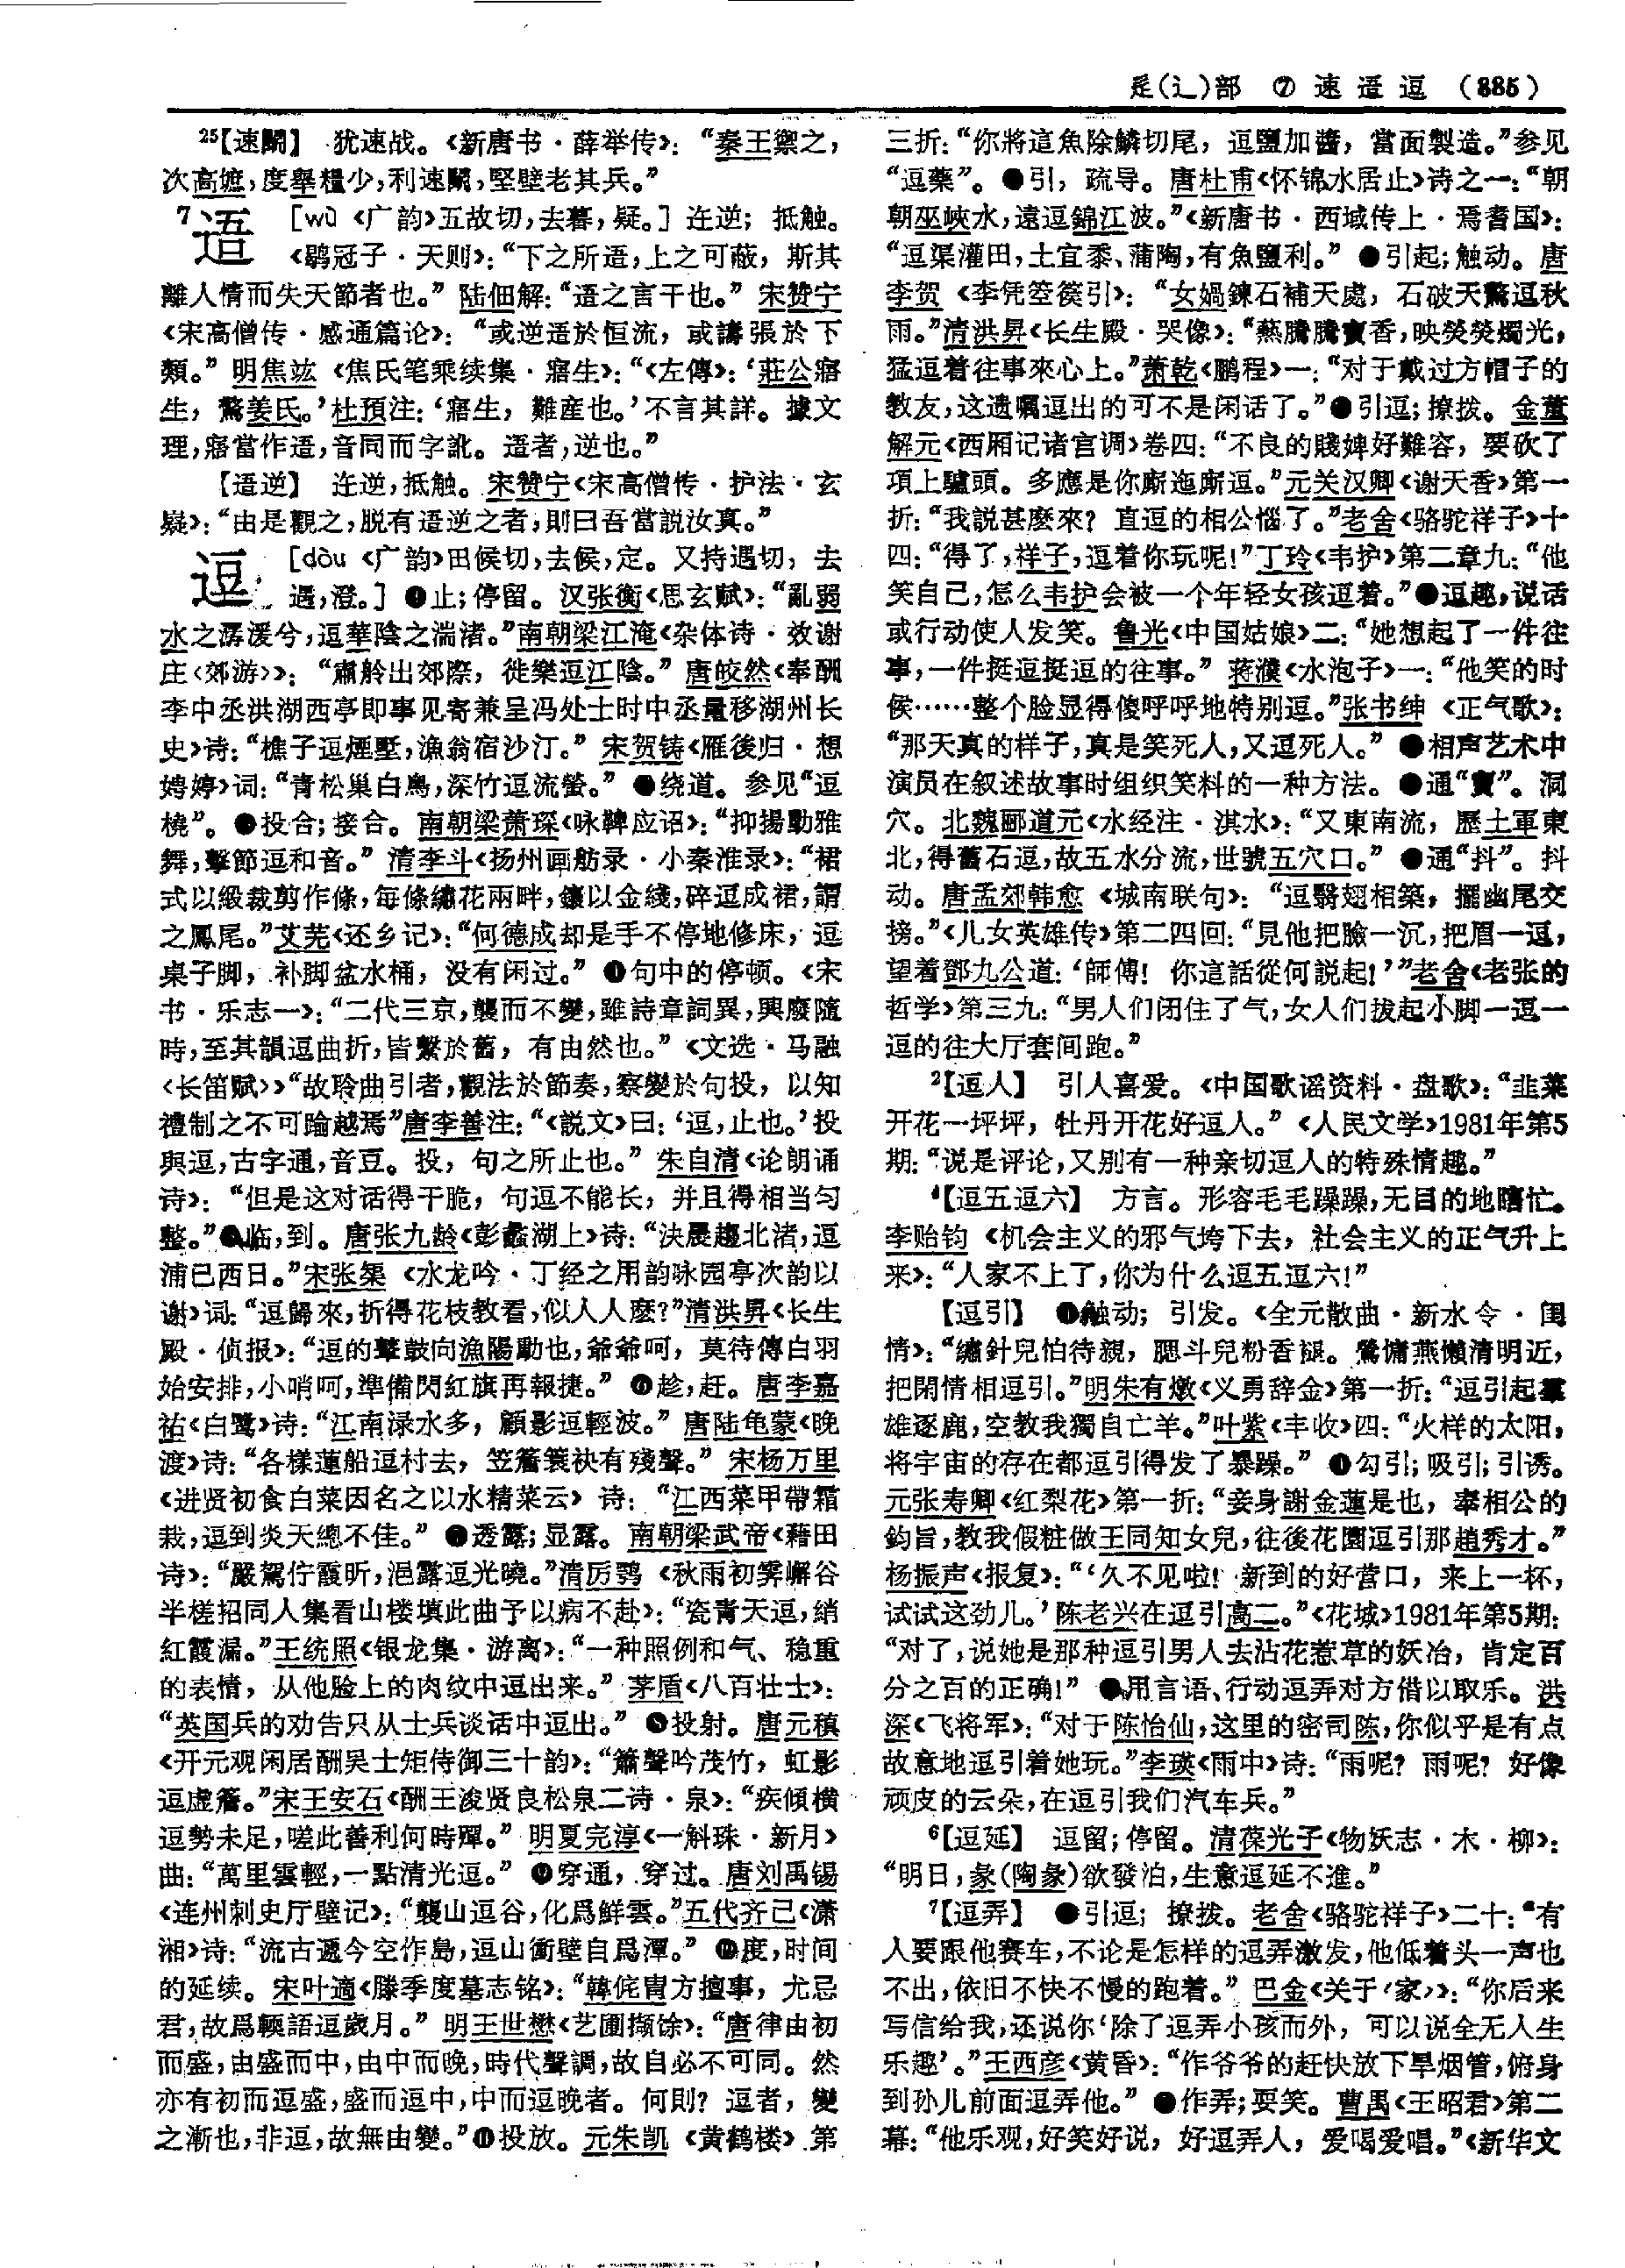 辵(辶)部 ⑦ 速 逜 逗 (885)
25【速鬭】 犹速战。《新唐书·薛举传》：“秦王禦之，
次高墌，度舉糧少，利速鬭，堅壁老其兵。”
7逜 [wù 《广韵》五故切，去暮，疑。] 迕逆；抵触。
《鹖冠子·天则》：“下之所逜，上之可蔽，斯其
離人情而失天節者也。”陆佃解：“逜之言干也。”宋赞宁
《宋高僧传·感通篇论》：“或逆逜於恒流，或譸張於下
類。”明焦竑《焦氏笔乘续集·寤生》：“《左傳》：‘莊公寤
生，驚姜氏。’杜預注：‘寤生，難産也。’不言其詳。據文
理，寤當作逜，音同而字訛。逜者，逆也。”
【逜逆】 迕逆，抵触。宋赞宁《宋高僧传·护法·玄
嶷》：“由是觀之，脱有逜逆之者，則曰吾當説汝真。”
逗 [dòu 《广韵》田候切，去候，定。又持遇切，去
遇，澄。] ❶止；停留。汉张衡《思玄赋》：“亂弱
水之潺湲兮，逗華陰之湍渚。”南朝梁江淹《杂体诗·效谢
庄〈郊游〉》：“肅舲出郊際，徙樂逗江陰。”唐皎然《奉酬
李中丞洪湖西亭即事见寄兼呈冯处士时中丞量移湖州长
史》诗：“樵子逗煙墅，漁翁宿沙汀。”宋贺铸《雁後归·想
娉婷》词：“青松巢白鳥，深竹逗流螢。” ❷绕道。参见“逗
橈”。❸投合；接合。南朝梁萧琛《咏鞞应诏》：“抑揚動雅
舞，擊節逗和音。”清李斗《扬州画舫录·小秦淮录》：“裙
式以緞裁剪作條，每條繡花兩畔，鑲以金綫，碎逗成裙，謂
之鳳尾。”艾芜《还乡记》：“何德成却是手不停地修床，逗
桌子脚，补脚盆水桶，没有闲过。” ❹句中的停顿。《宋
书·乐志一》：“二代三京，襲而不變，雖詩章詞異，興廢隨
時，至其韻逗曲折，皆繫於舊，有由然也。”《文选·马融
〈长笛赋〉》“故聆曲引者，觀法於節奏，察變於句投，以知
禮制之不可踰越焉”唐李善注：“《説文》曰：‘逗，止也。’投
與逗，古字通，音豆。投，句之所止也。”朱自清《论朗诵
诗》：“但是这对话得干脆，句逗不能长，并且得相当匀
整。”❺临，到。唐张九龄《彭蠡湖上》诗：“決晨趨北渚，逗
浦已西日。”宋张榘《水龙吟·丁经之用韵咏园亭次韵以
谢》词：“逗歸來，折得花枝教看，似人人麽？”清洪昇《长生
殿·侦报》：“逗的鼙鼓向漁陽動也，爷爷呵，莫待傳白羽
始安排，小哨呵，準備閃紅旗再報捷。” ❻趁，赶。唐李嘉
祐《白鹭》诗：“江南渌水多，顧影逗輕波。”唐陆龟蒙《晚
渡》诗：“各樣蓮船逗村去，笠簷蓑袂有殘聲。”宋杨万里
《进贤初食白菜因名之以水精菜云》诗：“江西菜甲帶霜
栽，逗到炎天總不佳。” ❼透露；显露。南朝梁武帝《藉田
诗》：“嚴駕佇霞昕，浥露逗光曉。”清厉鹗《秋雨初霁懈谷
半槎招同人集看山楼填此曲予以病不赴》：“瓷青天逗，綃
紅霞漏。”王统照《银龙集·游离》：“一种照例和气、稳重
的表情，从他脸上的肉纹中逗出来。”茅盾《八百壮士》：
“英国兵的劝告只从士兵谈话中逗出。” ❽投射。唐元稹
《开元观闲居酬吴士矩侍御三十韵》：“簫聲吟茂竹，虹影
逗虚簷。”宋王安石《酬王浚贤良松泉二诗·泉》：“疾傾横
逗勢未足，嗟此善利何時殫。”明夏完淳《一斛珠·新月》
曲：“萬里雲輕，一點清光逗。” ❾穿通，穿过。唐刘禹锡
《连州刺史厅壁记》：“襲山逗谷，化爲鮮雲。”五代齐己《潇
湘》诗：“流古遞今空作島，逗山衝壁自爲潭。” ❿度，时间
的延续。宋叶適《滕季度墓志铭》：“韓侂冑方擅事，尤忌
君，故爲輭語逗歲月。”明王世懋《艺圃撷馀》：“唐律由初
而盛，由盛而中，由中而晚，時代聲調，故自必不可同。然
亦有初而逗盛，盛而逗中，中而逗晚者。何則？逗者，變
之漸也，非逗，故無由變。”⓫投放。元朱凯《黄鹤楼》第
三折：“你將這魚除鱗切尾，逗鹽加醬，當面製造。”参见
“逗藥”。⓬引，疏导。唐杜甫《怀锦水居止》诗之一：“朝
朝巫峽水，遠逗錦江波。”《新唐书·西域传上·焉耆国》：
“逗渠灌田，土宜黍、蒲陶，有魚鹽利。” ⓭引起；触动。唐
李贺《李凭箜篌引》：“女媧鍊石補天處，石破天驚逗秋
雨。”清洪昇《长生殿·哭像》：“爇騰騰寶香，映熒熒燭光，
猛逗着往事來心上。”萧乾《鹏程》一：“对于戴过方帽子的
教友，这遗嘱逗出的可不是闲话了。”⓮引逗；撩拨。金董
解元《西厢记诸宫调》卷四：“不良的賤婢好難容，要砍了
項上驢頭。多應是你廝迤廝逗。”元关汉卿《谢天香》第一
折：“我説甚麽來？直逗的相公惱了。”老舍《骆驼祥子》十
四：“得了，祥子，逗着你玩呢！”丁玲《韦护》第二章九：“他
笑自己，怎么韦护会被一个年轻女孩逗着。”⓯逗趣，说话
或行动使人发笑。鲁光《中国姑娘》二：“她想起了一件往
事，一件挺逗挺逗的往事。”蒋濮《水泡子》一：“他笑的时
候……整个脸显得傻呼呼地特别逗。”张书绅《正气歌》：
“那天真的样子，真是笑死人，又逗死人。” ⓰相声艺术中
演员在叙述故事时组织笑料的一种方法。 ⓱通“竇”。洞
穴。北魏郦道元《水经注·淇水》：“又東南流，歷土軍東
北，得舊石逗，故五水分流，世號五穴口。” ⓲通“抖”。抖
动。唐孟郊韩愈《城南联句》：“逗翳翅相築，擺幽尾交
搒。”《儿女英雄传》第二四回：“見他把臉一沉，把眉一逗，
望着鄧九公道：‘師傅！你這話從何説起！’”老舍《老张的
哲学》第三九：“男人们闭住了气，女人们拔起小脚一逗一
逗的往大厅套间跑。”
2【逗人】 引人喜爱。《中国歌谣资料·盘歌》：“韭菜
开花一坪坪，牡丹开花好逗人。”《人民文学》1981年第5
期：“说是评论，又别有一种亲切逗人的特殊情趣。”
4【逗五逗六】 方言。形容毛毛躁躁，无目的地瞎忙。
李贻钧《机会主义的邪气垮下去，社会主义的正气升上
来》：“人家不上了，你为什么逗五逗六！”
【逗引】 ❶触动；引发。《全元散曲·新水令·闺
情》：“繡針兒怕待親，腮斗兒粉香褪。鶯慵燕懶清明近，
把閑情相逗引。”明朱有燉《义勇辞金》第一折：“逗引起羣
雄逐鹿，空教我獨自亡羊。”叶紫《丰收》四：“火样的太阳，
将宇宙的存在都逗引得发了暴躁。” ❷勾引；吸引；引诱。
元张寿卿《红梨花》第一折：“妾身謝金蓮是也，奉相公的
鈞旨，教我假粧做王同知女兒，往後花園逗引那趙秀才。”
杨振声《报复》：“‘久不见啦！新到的好营口，来上一杯，
试试这劲儿。’陈老兴在逗引高二。”《花城》1981年第5期：
“对了，说她是那种逗引男人去沾花惹草的妖冶，肯定百
分之百的正确！” ❸用言语、行动逗弄对方借以取乐。洪
深《飞将军》：“对于陈怡仙，这里的密司陈，你似乎是有点
故意地逗引着她玩。”李瑛《雨中》诗：“雨呢？雨呢？好像
顽皮的云朵，在逗引我们汽车兵。”
6【逗延】 逗留；停留。清葆光子《物妖志·木·柳》：
“明日，彖(陶彖)欲發泊，生意逗延不進。”
7【逗弄】 ❶引逗；撩拨。老舍《骆驼祥子》二十：“有
人要跟他赛车，不论是怎样的逗弄激发，他低着头一声也
不出，依旧不快不慢的跑着。”巴金《关于〈家〉》：“你后来
写信给我，还说你‘除了逗弄小孩而外，可以说全无人生
乐趣’。”王西彦《黄昏》：“作爷爷的赶快放下旱烟管，俯身
到孙儿前面逗弄他。” ❷作弄；耍笑。曹禺《王昭君》第二
幕：“他乐观，好笑好说，好逗弄人，爱喝爱唱。”《新华文